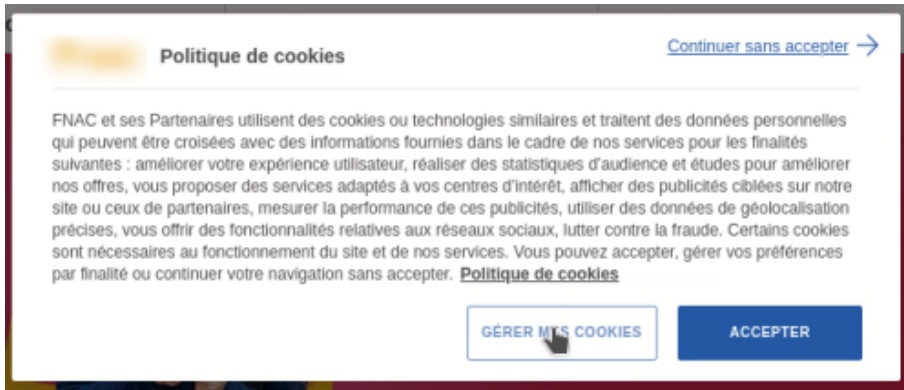 Politique de cookies
Continuer sans accepter
FNAC et ses Partenaires utilisent des cookies ou technologies similaires et traitent des données personnelles
qui peuvent être croisées avec des informations fournies dans le cadre de nos services pour les finalités
suivantes : améliorer votre expérience utilisateur, réaliser des statistiques d'audience et études pour améliorer
nos offres, vous proposer des services adaptés à vos centres d'intérêt, afficher des publicités ciblées sur notre
site ou ceux de partenaires, mesurer la performance de ces publicités, utiliser des données de géolocalisation
précises, vous offrir des fonctionnalités relatives aux réseaux sociaux, lutter contre la fraude. Certains cookies
sont nécessaires au fonctionnement du site et de nos services. Vous pouvez accepter, gérer vos préférences
par finalité ou continuer votre navigation sans accepter. Politique de cookies
GÉRER MES COOKIES
ACCEPTER